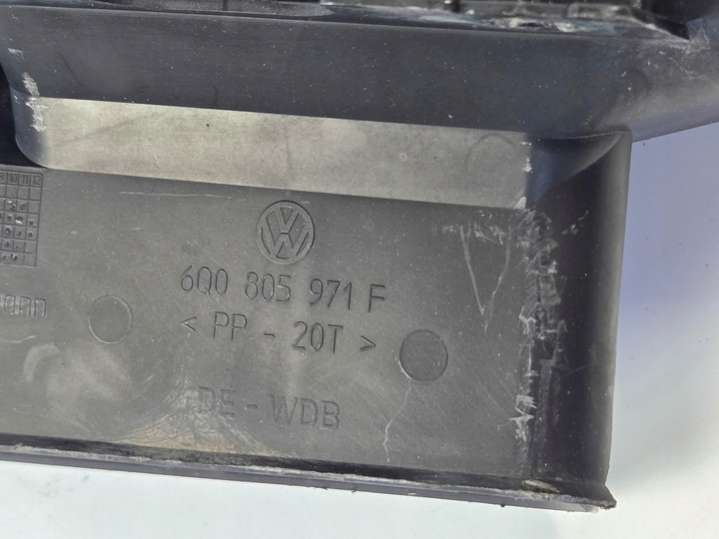 6Q0 805 971 F
< PP - 20T >
DE - WDB